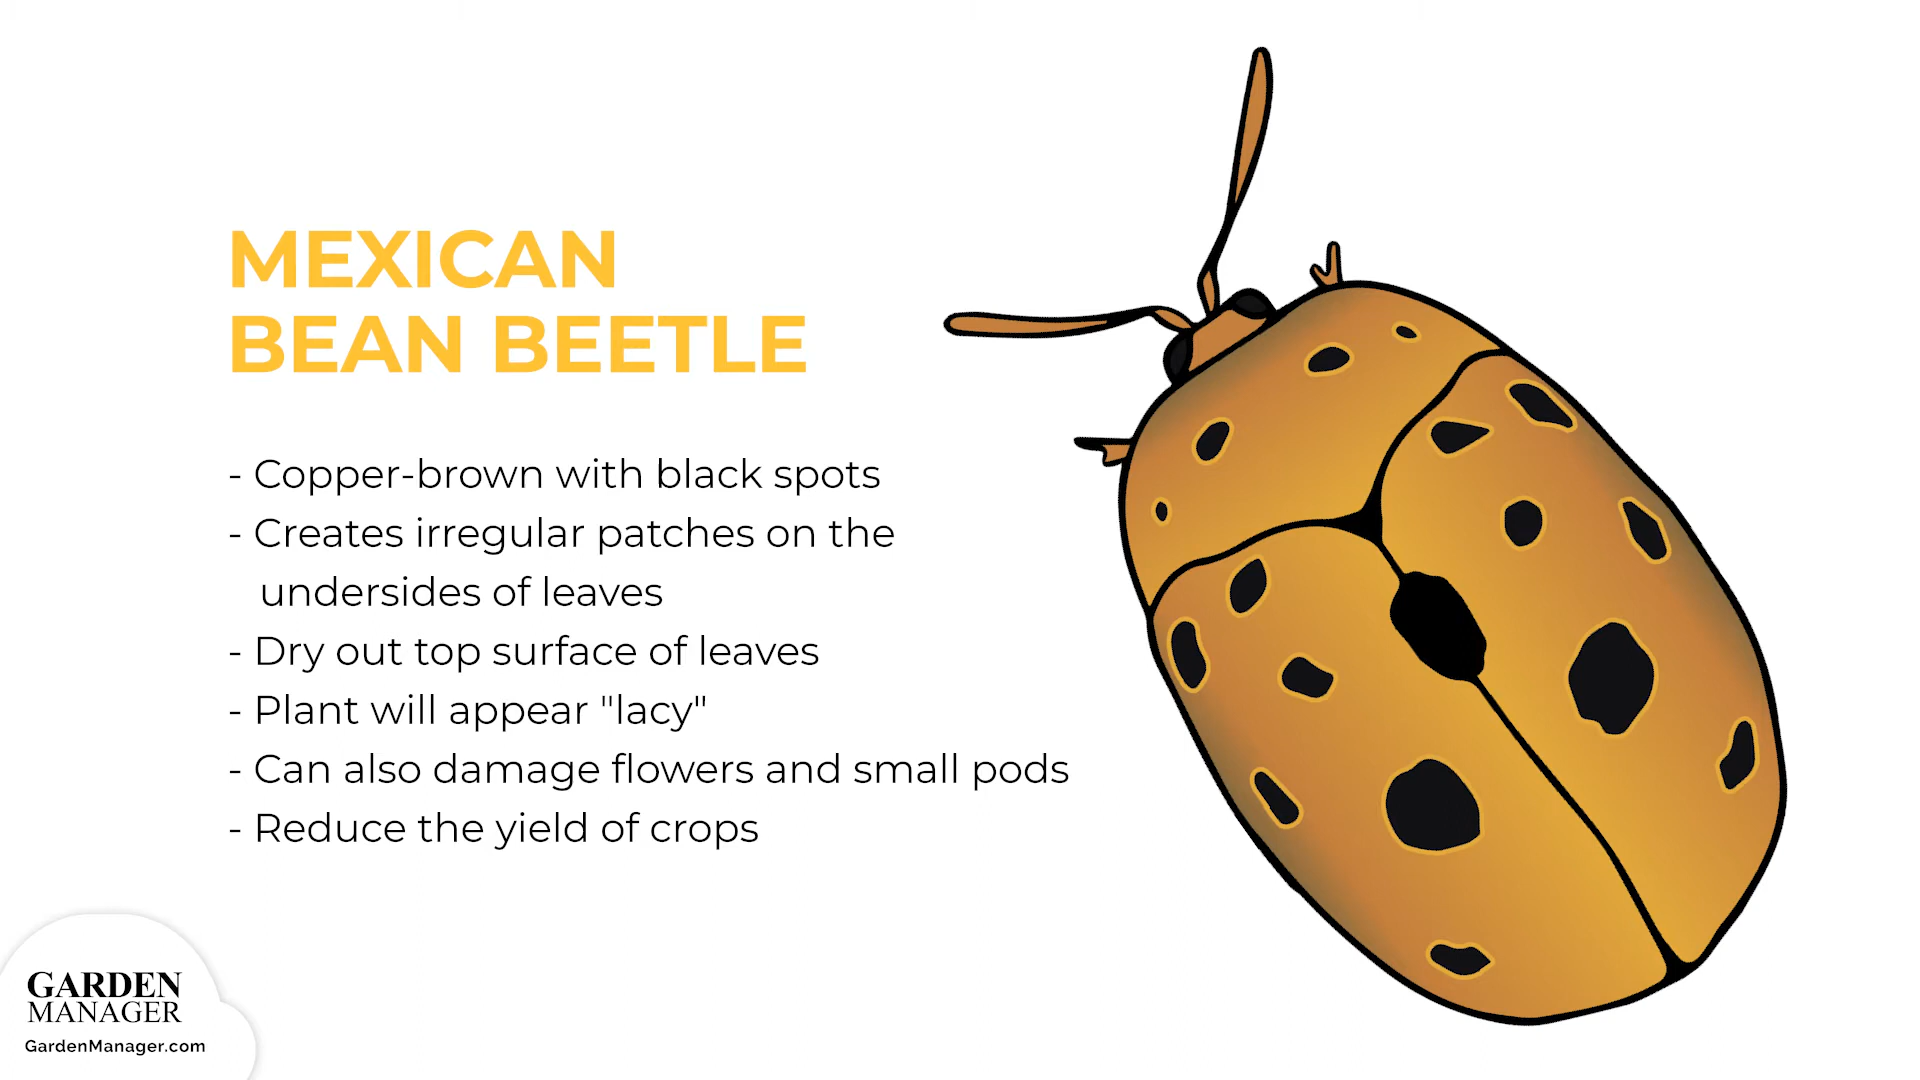 MEXICAN
BEAN BEETLE
- Copper-brown with black spots
- Creates irregular patches on the
undersides of leaves
- Dry out top surface of leaves
- Plant will appear "lacy"
- Can also damage flowers and small pods
- Reduce the yield of crops
GARDEN
MANAGER
GardenManager.com